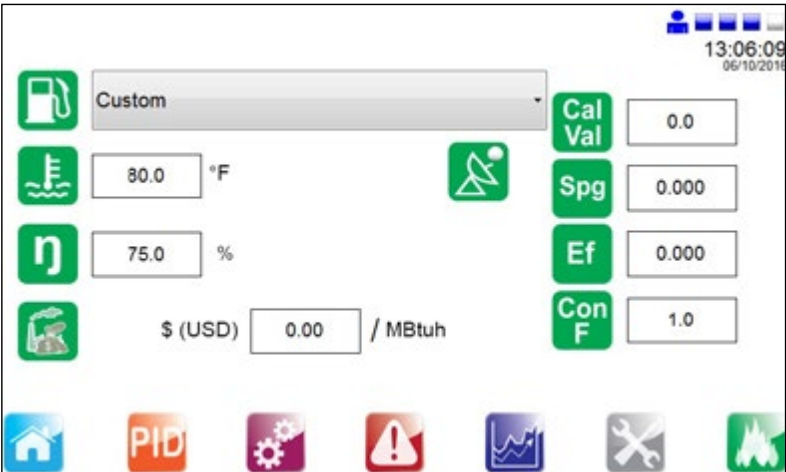 13:06:09
06/10/2016
Custom
Cal Val 0.0
80.0 °F
Spg 0.000
ŋ 75.0 %
Ef 0.000
$ (USD) 0.00 / MBtuh
Con F 1.0
PID